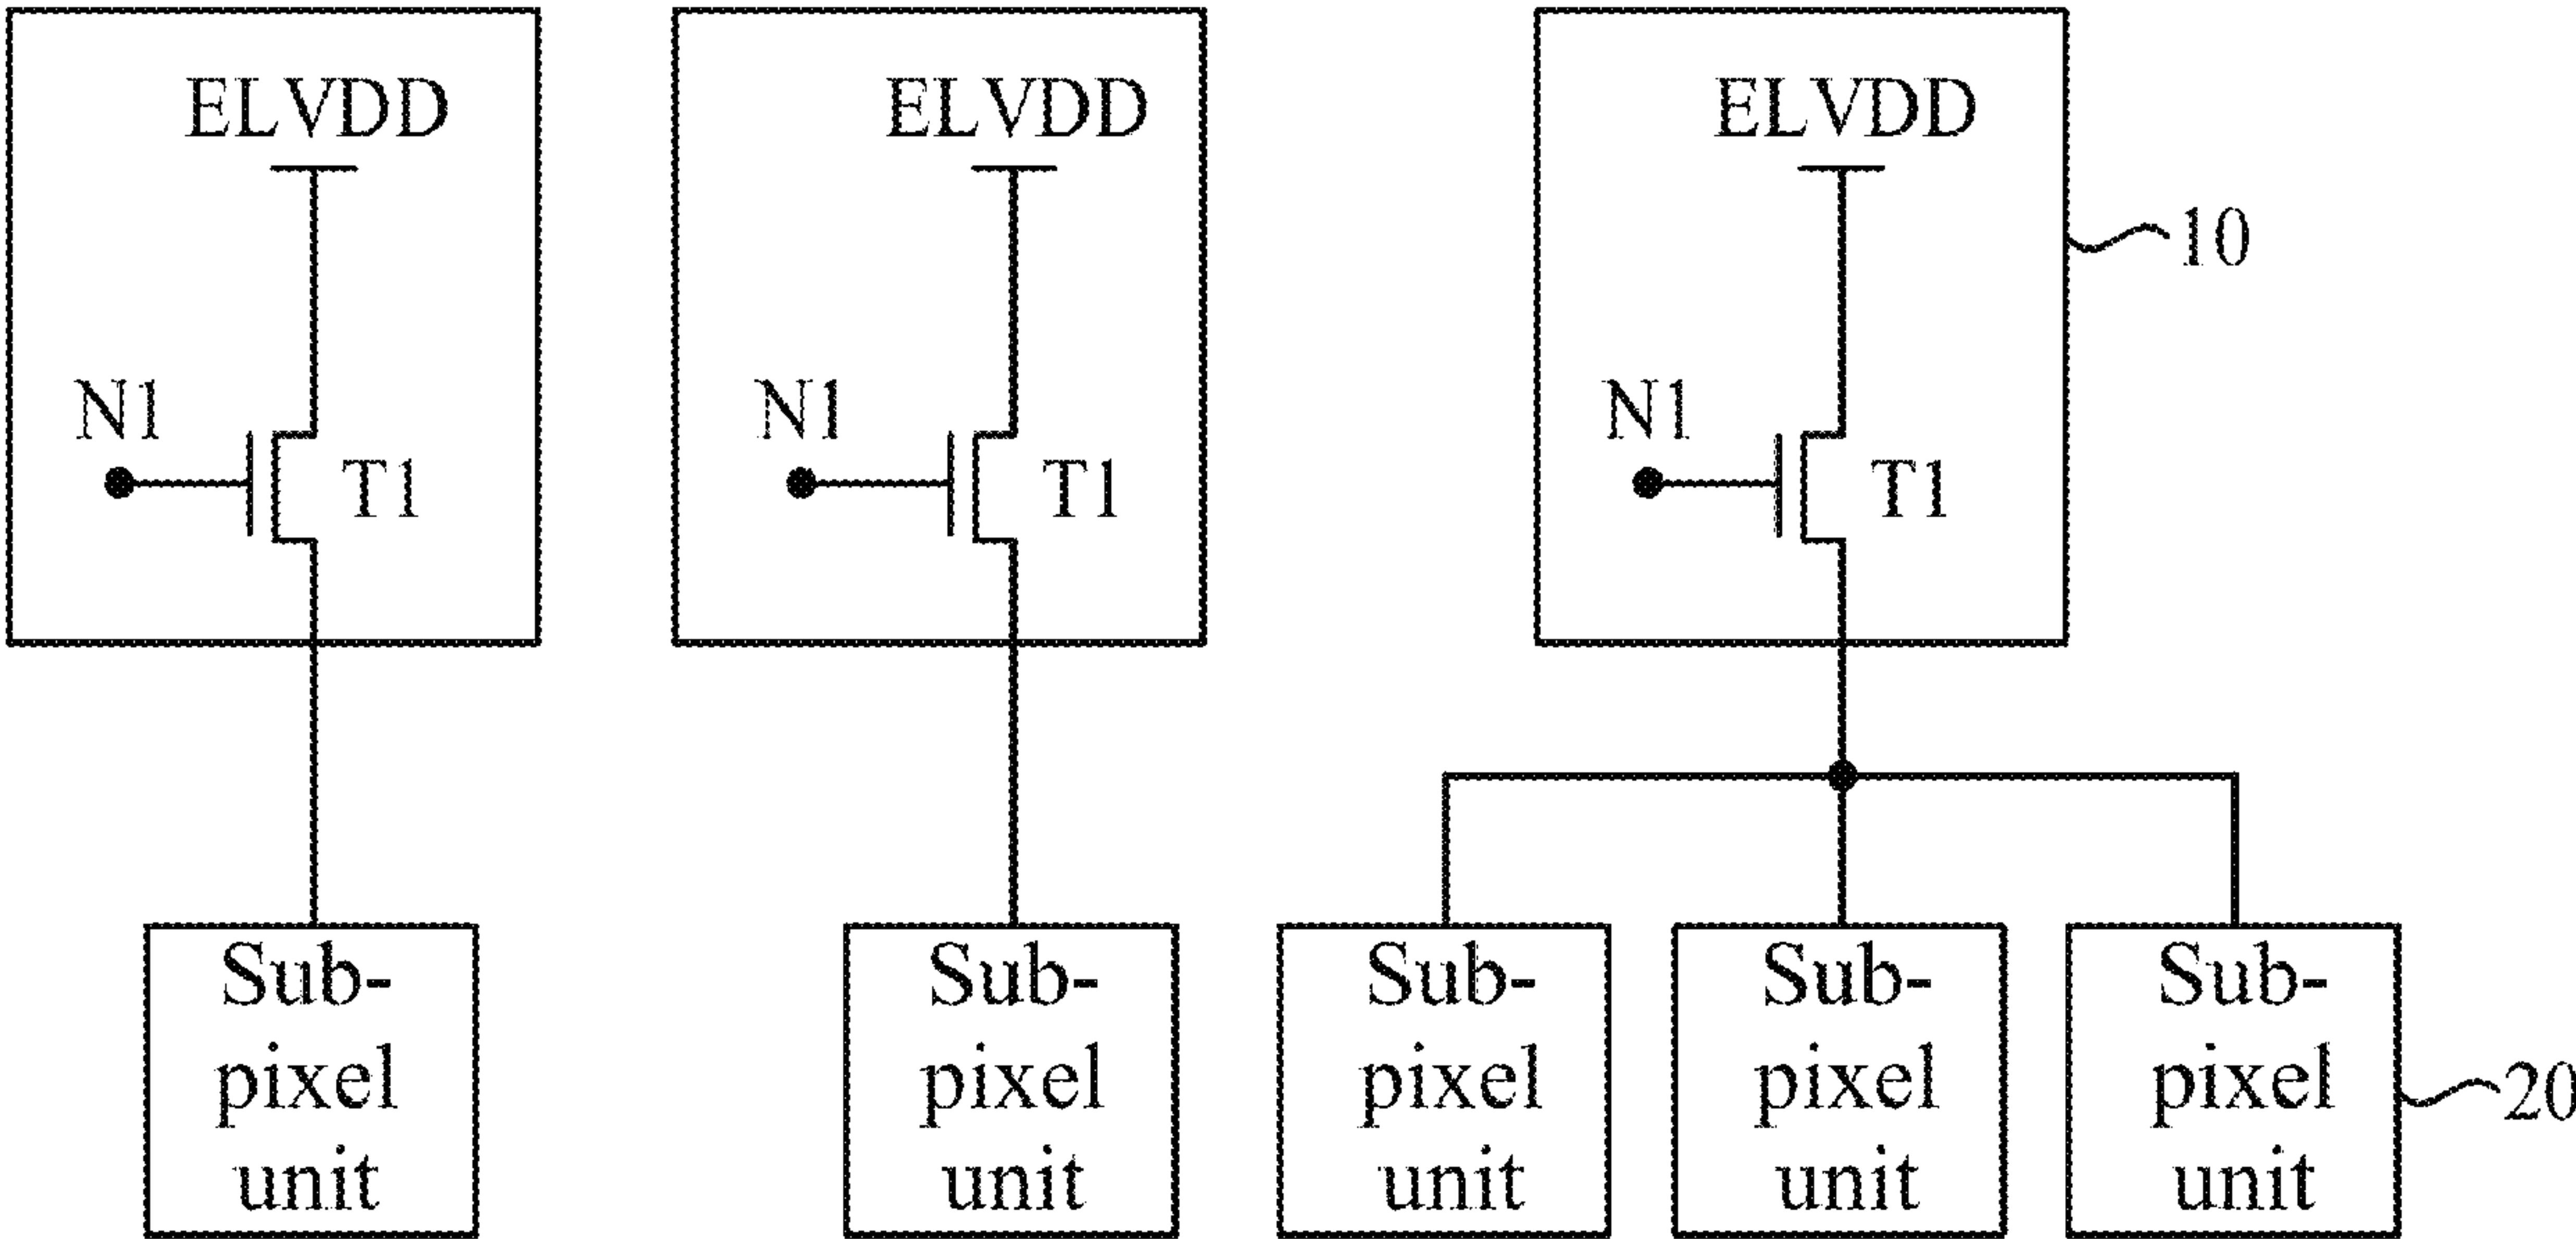 ELVDD
ELVDD
ELVDD
10
N1
T1
N1
T1
N1
T1
Sub-
pixel
unit
Sub-
pixel
unit
Sub-
pixel
unit
Sub-
pixel
unit
Sub-
pixel
unit
20